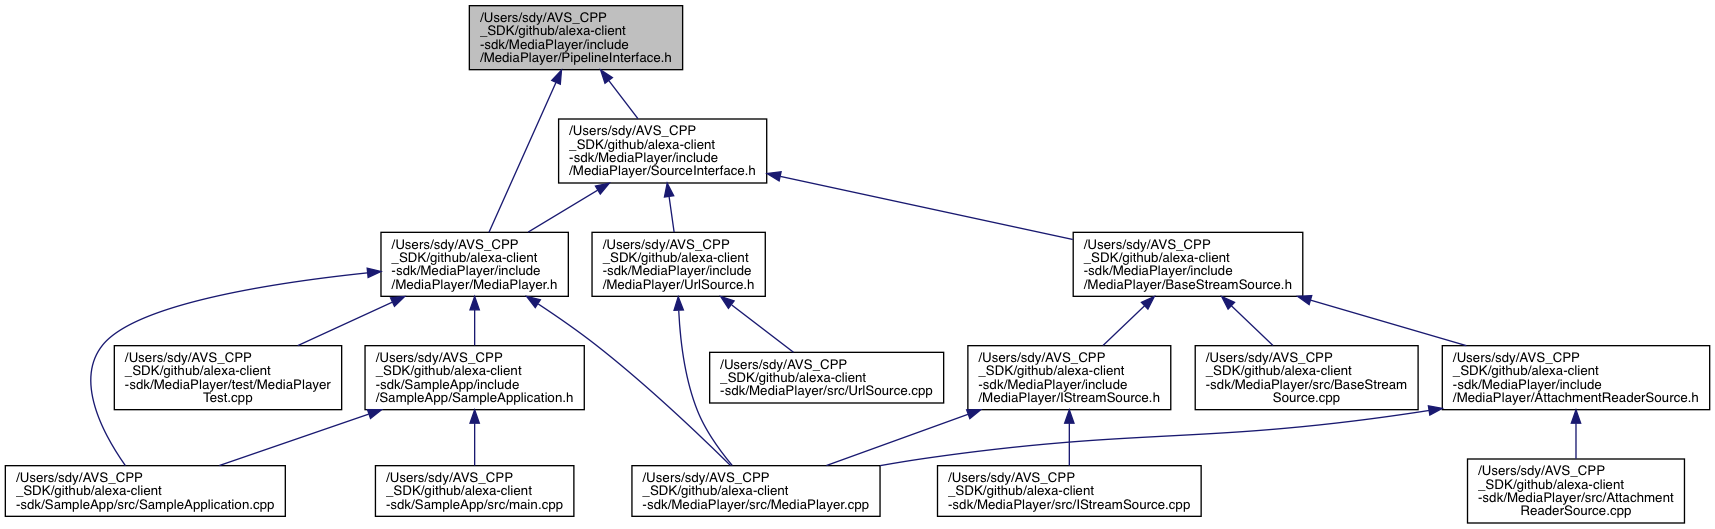 /Users/sdy/AVS_CPP
_SDK/github/alexa-client
-sdk/MediaPlayer/include
/MediaPlayer/PipelineInterface.h
/Users/sdy/AVS_CPP
_SDK/github/alexa-client
-sdk/MediaPlayer/include
/MediaPlayer/SourceInterface.h
/Users/sdy/AVS_CPP
_SDK/github/alexa-client
-sdk/MediaPlayer/include
/MediaPlayer/MediaPlayer.h
/Users/sdy/AVS_CPP
_SDK/github/alexa-client
-sdk/MediaPlayer/include
/MediaPlayer/UrlSource.h
/Users/sdy/AVS_CPP
_SDK/github/alexa-client
-sdk/MediaPlayer/include
/MediaPlayer/BaseStreamSource.h
/Users/sdy/AVS_CPP
_SDK/github/alexa-client
-sdk/MediaPlayer/test/MediaPlayer
Test.cpp
/Users/sdy/AVS_CPP
_SDK/github/alexa-client
-sdk/SampleApp/include
/SampleApp/SampleApplication.h
/Users/sdy/AVS_CPP
_SDK/github/alexa-client
-sdk/MediaPlayer/src/UrlSource.cpp
/Users/sdy/AVS_CPP
_SDK/github/alexa-client
-sdk/MediaPlayer/include
/MediaPlayer/IStreamSource.h
/Users/sdy/AVS_CPP
_SDK/github/alexa-client
-sdk/MediaPlayer/src/BaseStream
Source.cpp
/Users/sdy/AVS_CPP
_SDK/github/alexa-client
-sdk/MediaPlayer/include
/MediaPlayer/AttachmentReaderSource.h
/Users/sdy/AVS_CPP
_SDK/github/alexa-client
-sdk/SampleApp/src/SampleApplication.cpp
/Users/sdy/AVS_CPP
_SDK/github/alexa-client
-sdk/SampleApp/src/main.cpp
/Users/sdy/AVS_CPP
_SDK/github/alexa-client
-sdk/MediaPlayer/src/MediaPlayer.cpp
/Users/sdy/AVS_CPP
_SDK/github/alexa-client
-sdk/MediaPlayer/src/IStreamSource.cpp
/Users/sdy/AVS_CPP
_SDK/github/alexa-client
-sdk/MediaPlayer/src/Attachment
ReaderSource.cpp